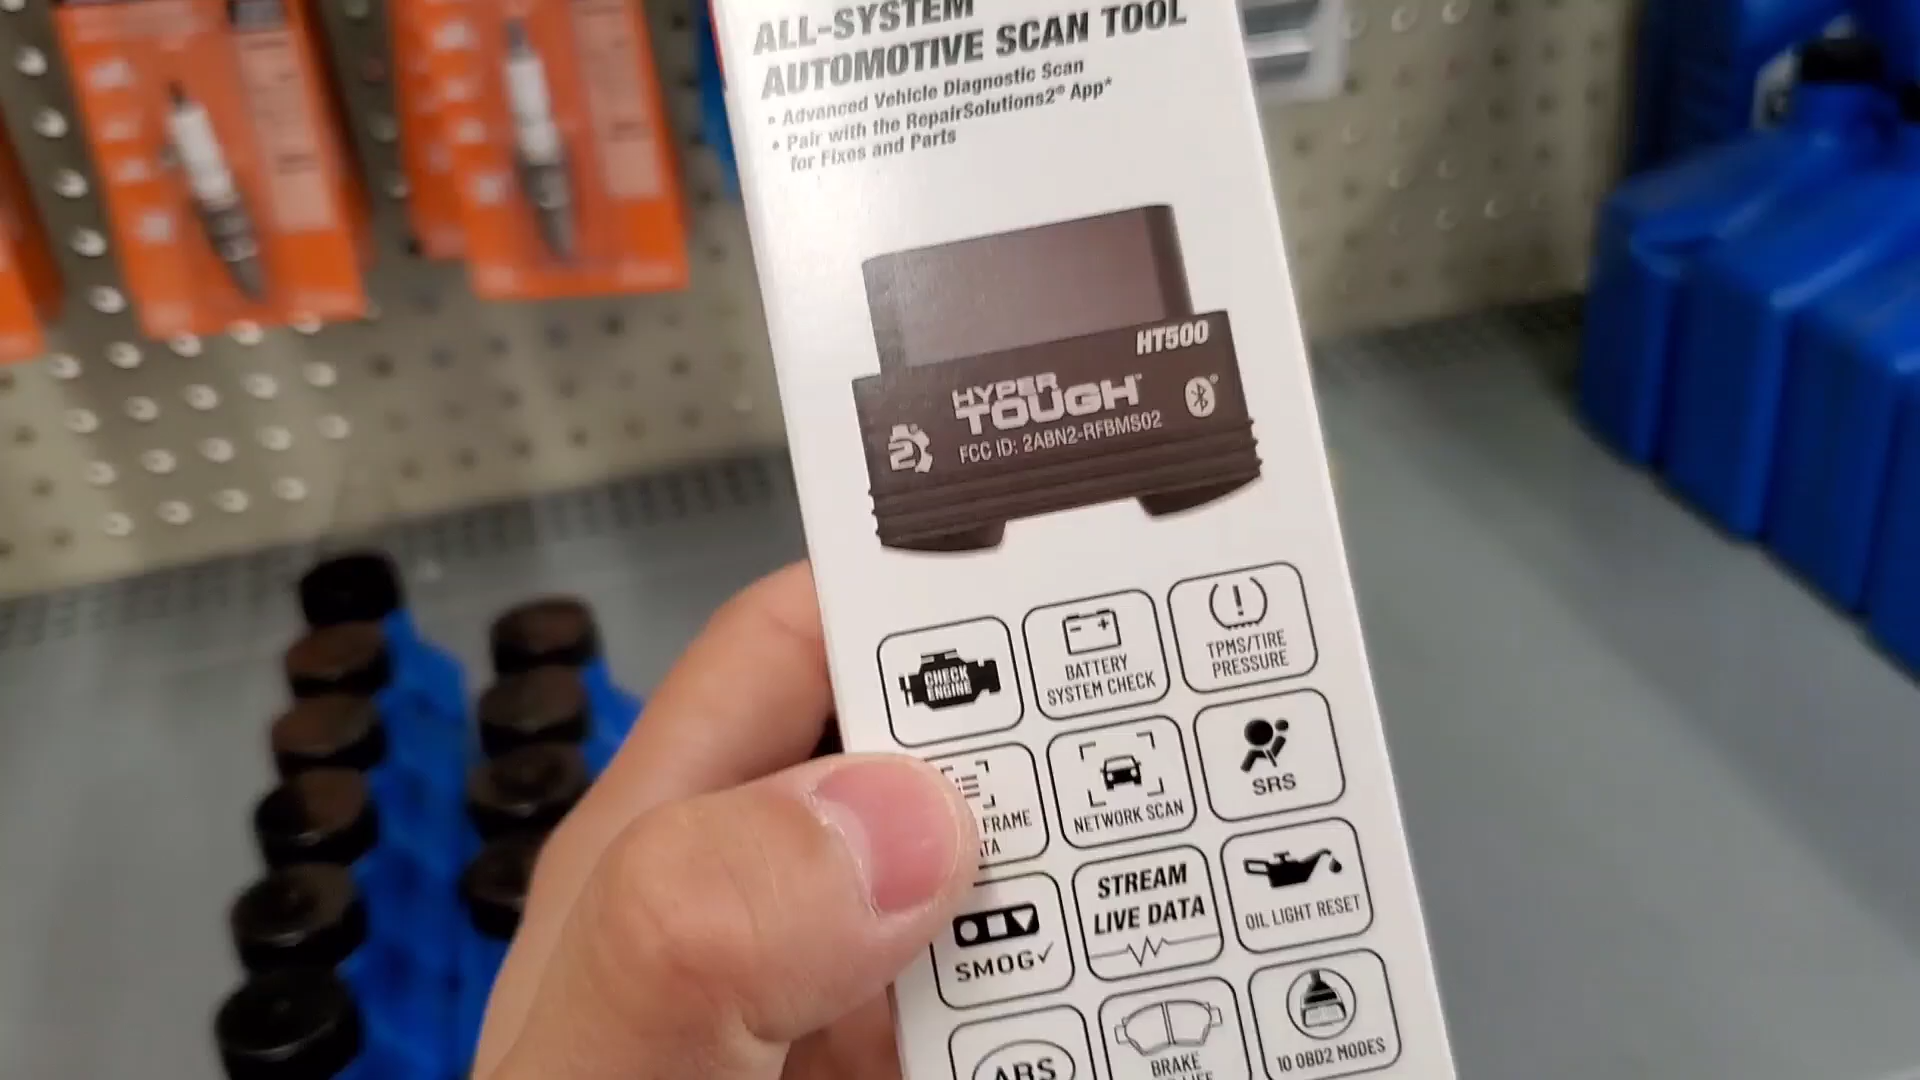 ALL-SYSTEM
AUTOMOTIVE SCAN TOOL
• Advanced Vehicle Diagnostic Scan
• Pair with the RepairSolutions2® App*
for Fixes and Parts
HT500
HYPER
TOUGH™
2
FCC ID: 2ABN2-RFBMS02
CHECK
ENGINE
BATTERY
SYSTEM CHECK
TPMS/TIRE
PRESSURE
FRAME
NETWORK SCAN
SRS
SMOG✓
STREAM
LIVE DATA
OIL LIGHT RESET
ABS
BRAKE
10 OBD2 MODES